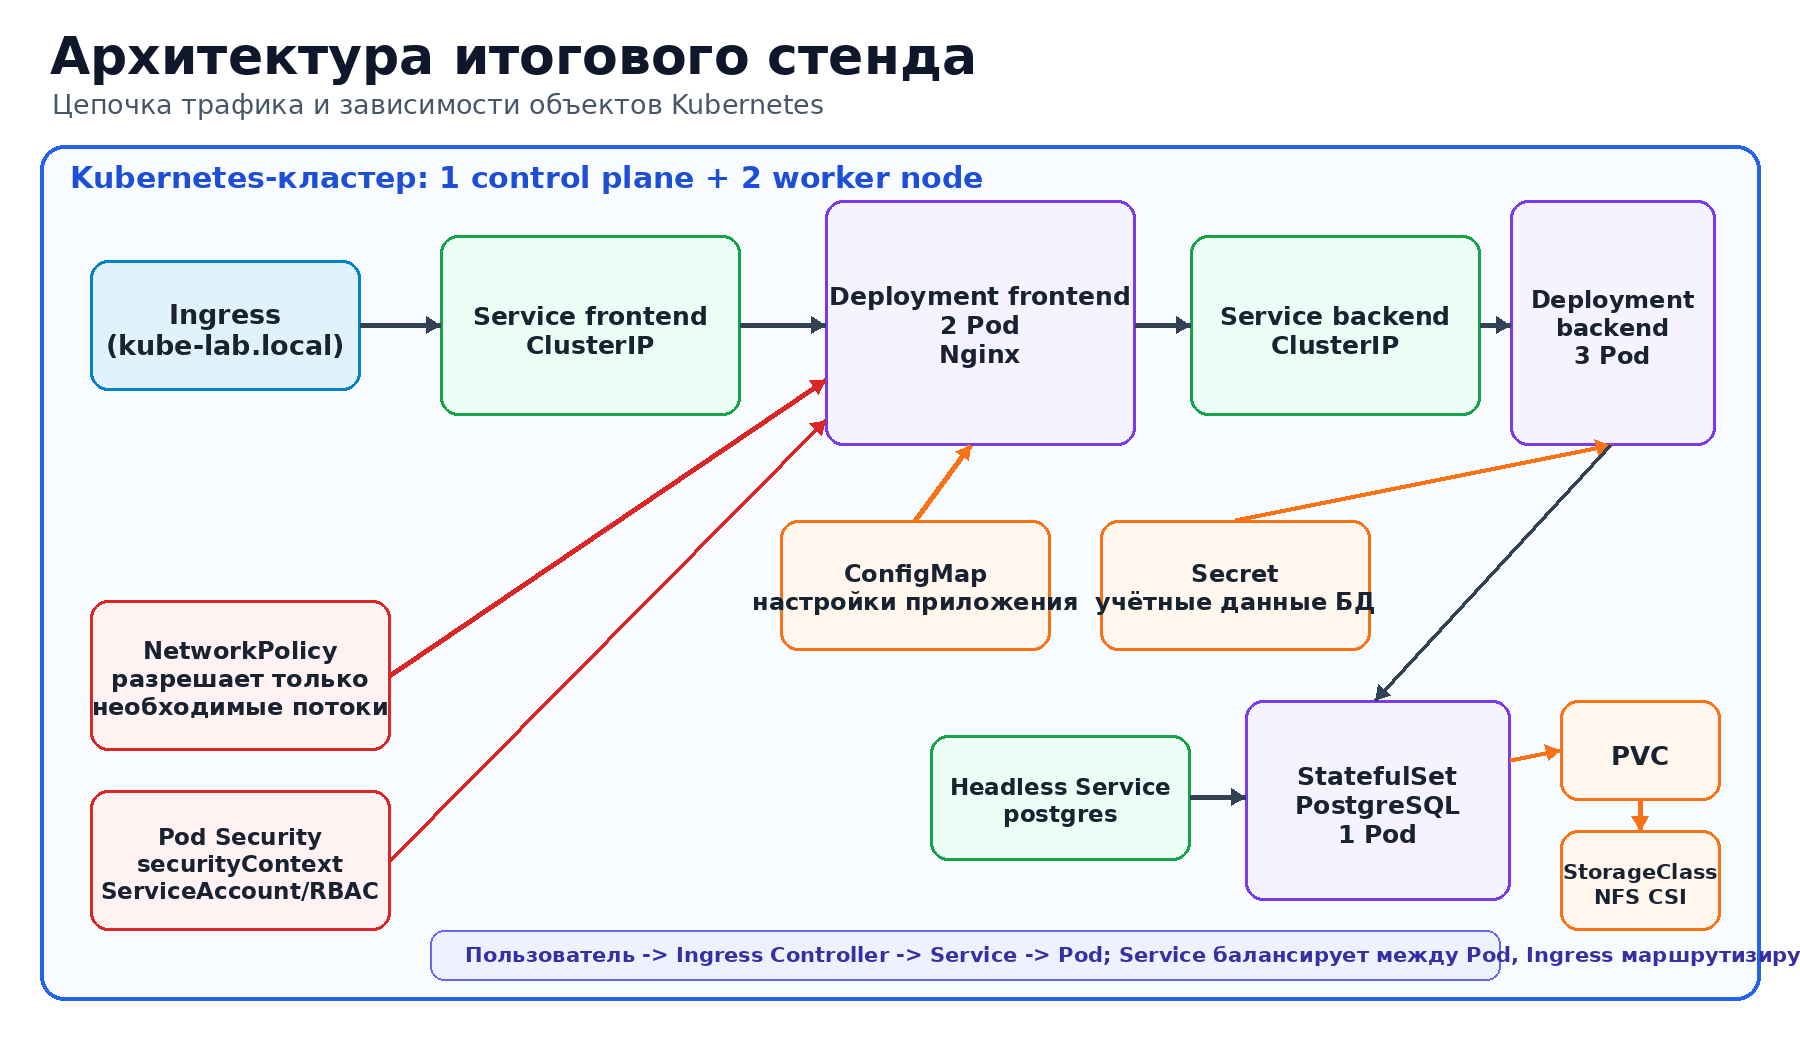 Архитектура итогового стенда
Цепочка трафика и зависимости объектов Kubernetes
Kubernetes-кластер: 1 control plane + 2 worker node
Ingress
(kube-lab.local)
Service frontend
ClusterIP
Deployment frontend
2 Pod
Nginx
Service backend
ClusterIP
Deployment
backend
3 Pod
ConfigMap
настройки приложения
Secret
учётные данные БД
NetworkPolicy
разрешает только
необходимые потоки
Pod Security
securityContext
ServiceAccount/RBAC
Headless Service
postgres
StatefulSet
PostgreSQL
1 Pod
PVC
StorageClass
NFS CSI
Пользователь -> Ingress Controller -> Service -> Pod; Service балансирует между Pod, Ingress маршрутизиру